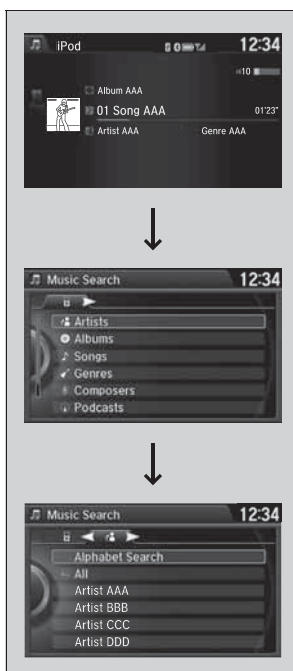 iPod
12:34
10
Album AAA
01 Song AAA
01'23"
Artist AAA
Genre AAA
Music Search
12:34
Artists
Albums
Songs
Genres
Composers
Podcasts
Music Search
12:34
Alphabet Search
All
Artist AAA
Artist BBB
Artist CCC
Artist DDD